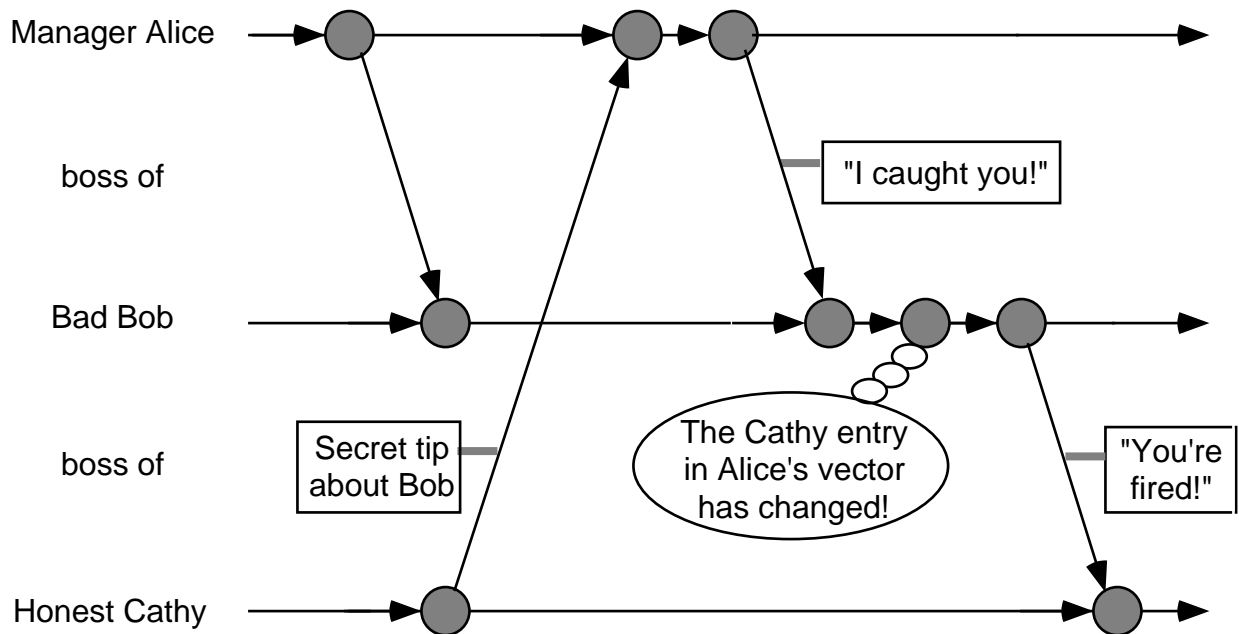 Manager Alice
boss of
"I caught you!"
Bad Bob
boss of
Secret tip
about Bob
The Cathy entry
in Alice's vector
has changed!
"You're
fired!"
Honest Cathy